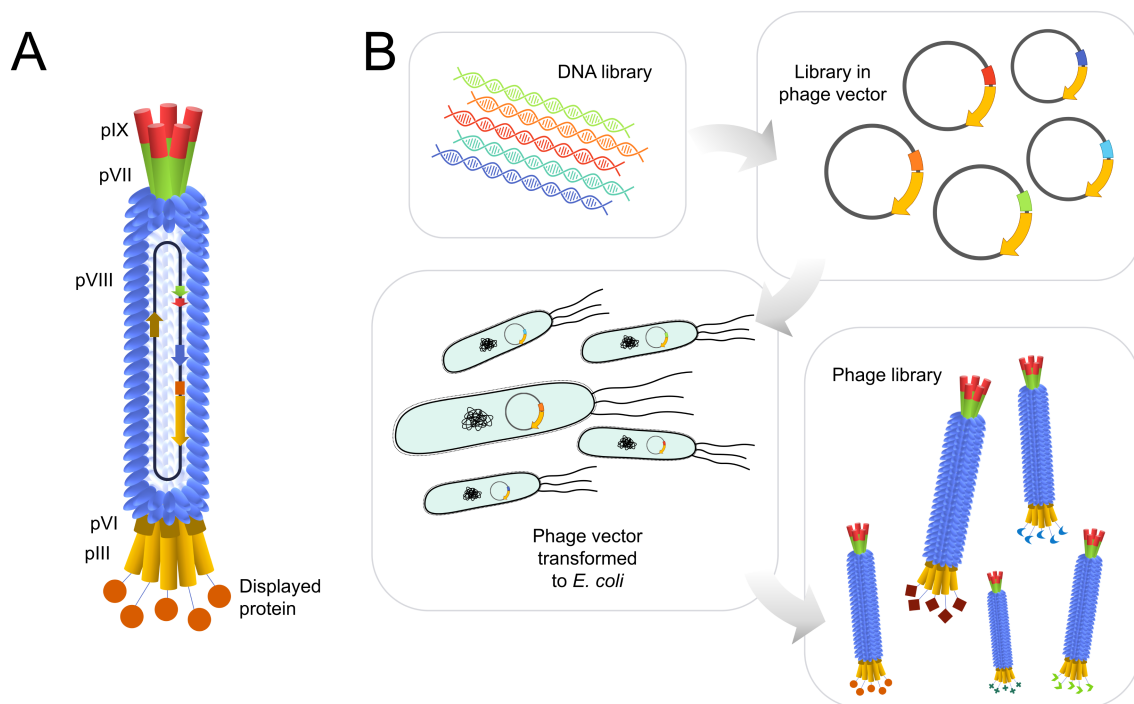 A
pIX
pVII
pVIII
pVI
pIII
Displayed
protein
B
DNA library
Library in
phage vector
Phage vector
transformed
to E. coli
Phage library